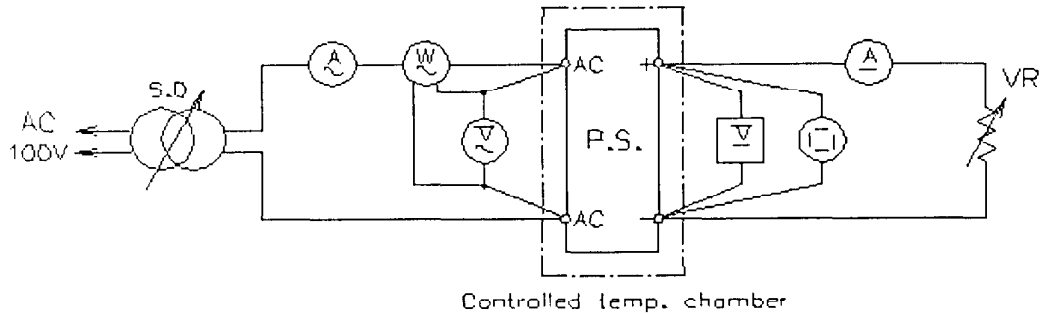 S.D
AC
100V
A
W
V
AC
AC
P.S.
+
−
V
A
VR
Controlled temp. chamber